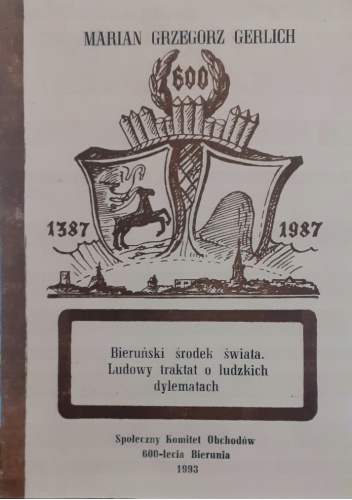 MARIAN GRZEGORZ GERLICH
600
1387 1987
Bieruński środek świata.
Ludowy traktat o ludzkich
dylematach
Społeczny Komitet Obchodów
600-lecia Bierunia
1993